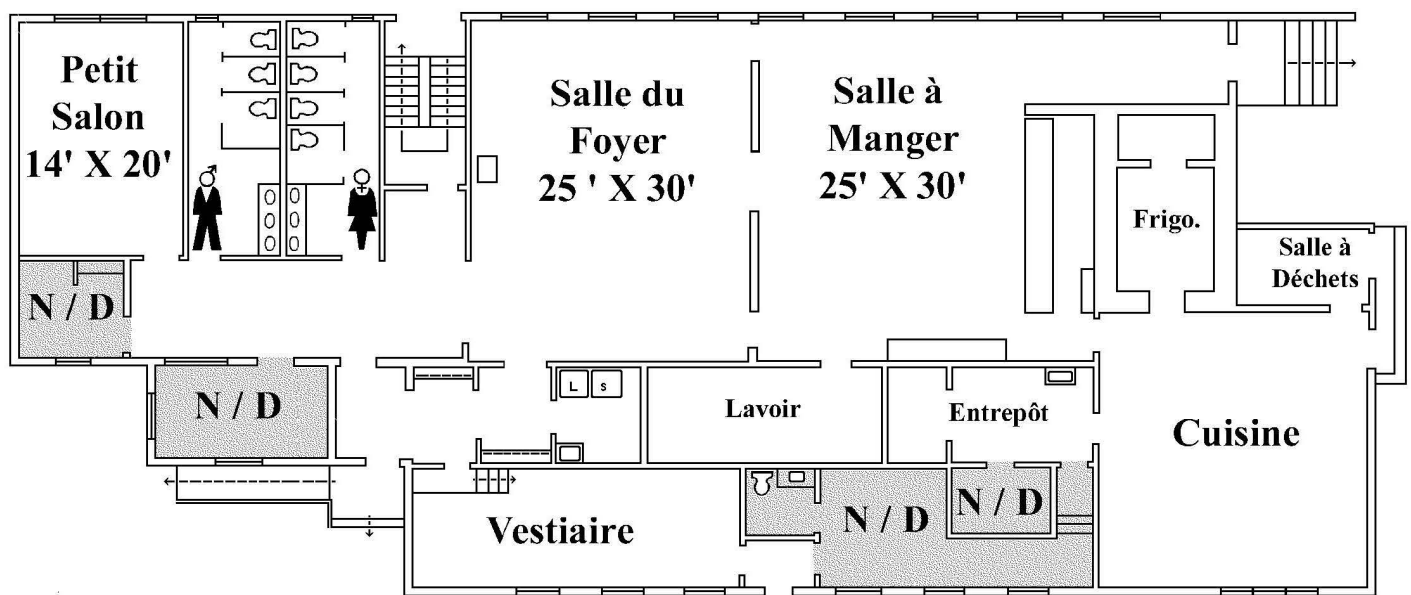 Petit
Salon
14' X 20'
Salle du
Foyer
25 ' X 30'
Salle à
Manger
25' X 30'
Frigo.
Salle à
Déchets
N / D
N / D
L
S
Lavoir
Entrepôt
Cuisine
Vestiaire
N / D
N / D